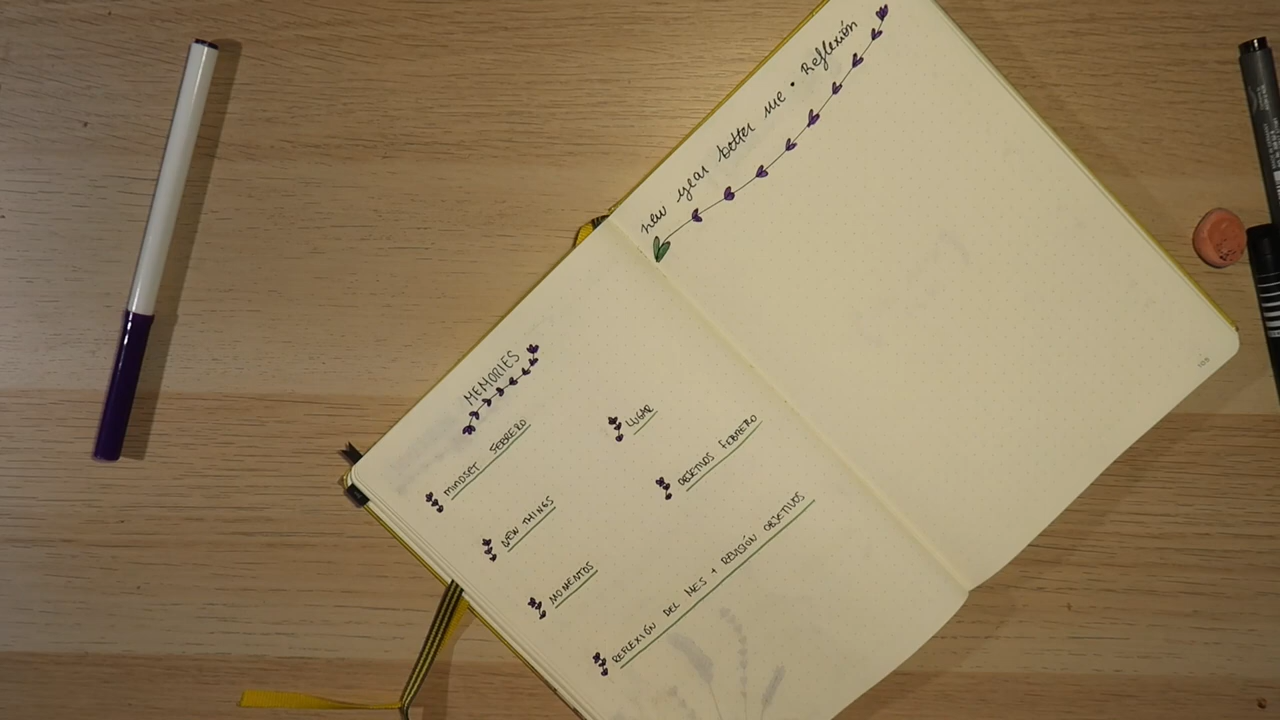 new year better me • Reflexión
MEMORIES
mindset FEBRERO
LUGAR
NEW THINGS
OBJETIVOS FEBRERO
MOMENTOS
REFLEXIÓN DEL MES + REVISIÓN OBJETIVOS